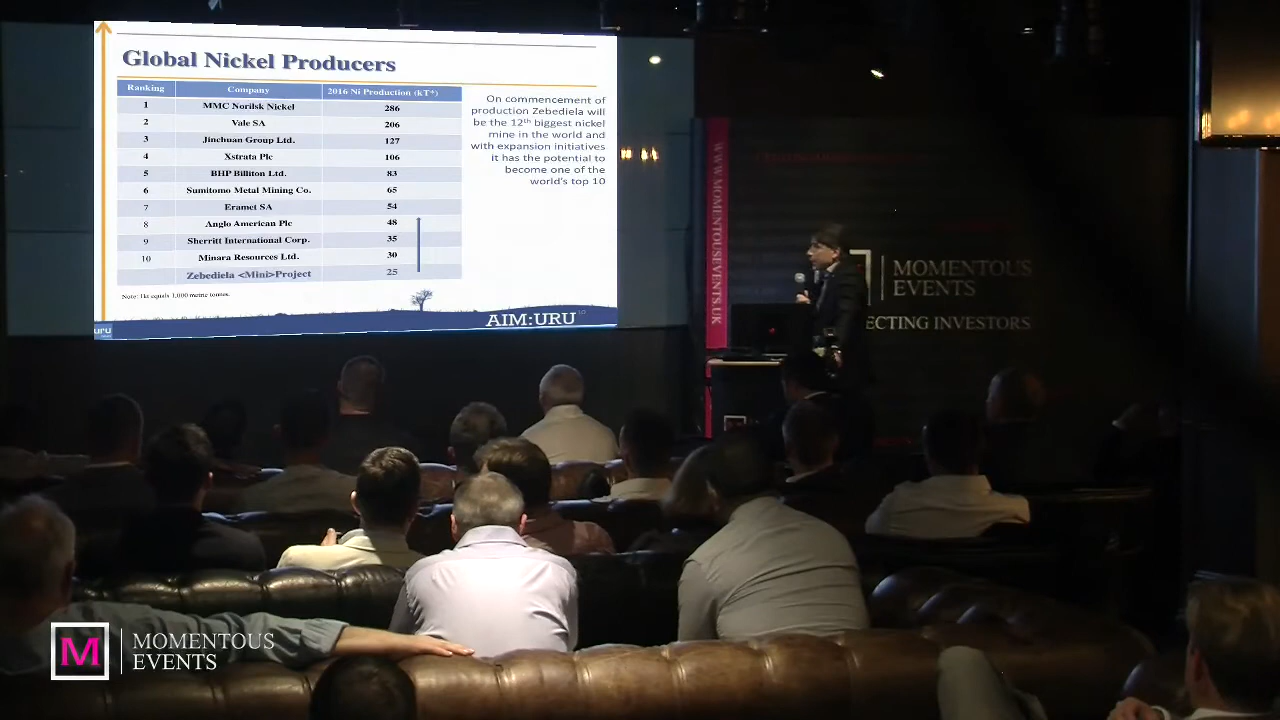 Global Nickel Producers
Ranking Company 2016 Ni Production (kT*)
1 MMC Norilsk Nickel 286
2 Vale SA 206
3 Jinchuan Group Ltd. 127
4 Xstrata Plc 106
5 BHP Billiton Ltd. 83
6 Sumitomo Metal Mining Co. 65
7 Eramet SA 54
8 Anglo American Plc 48
9 Sherritt International Corp. 35
10 Minara Resources Ltd. 30
Zebediela <Mini>Project 25
On commencement of
production Zebediela will
be the 12th biggest nickel
mine in the world and
with expansion initiatives
it has the potential to
become one of the
world's top 10
Note: 1kt equals 1,000 metric tonnes.
uru
AIM:URU
WWW.MOMENTOUSEVENTS.UK
MOMENTOUS
EVENTS
ECTING INVESTORS
M
MOMENTOUS
EVENTS